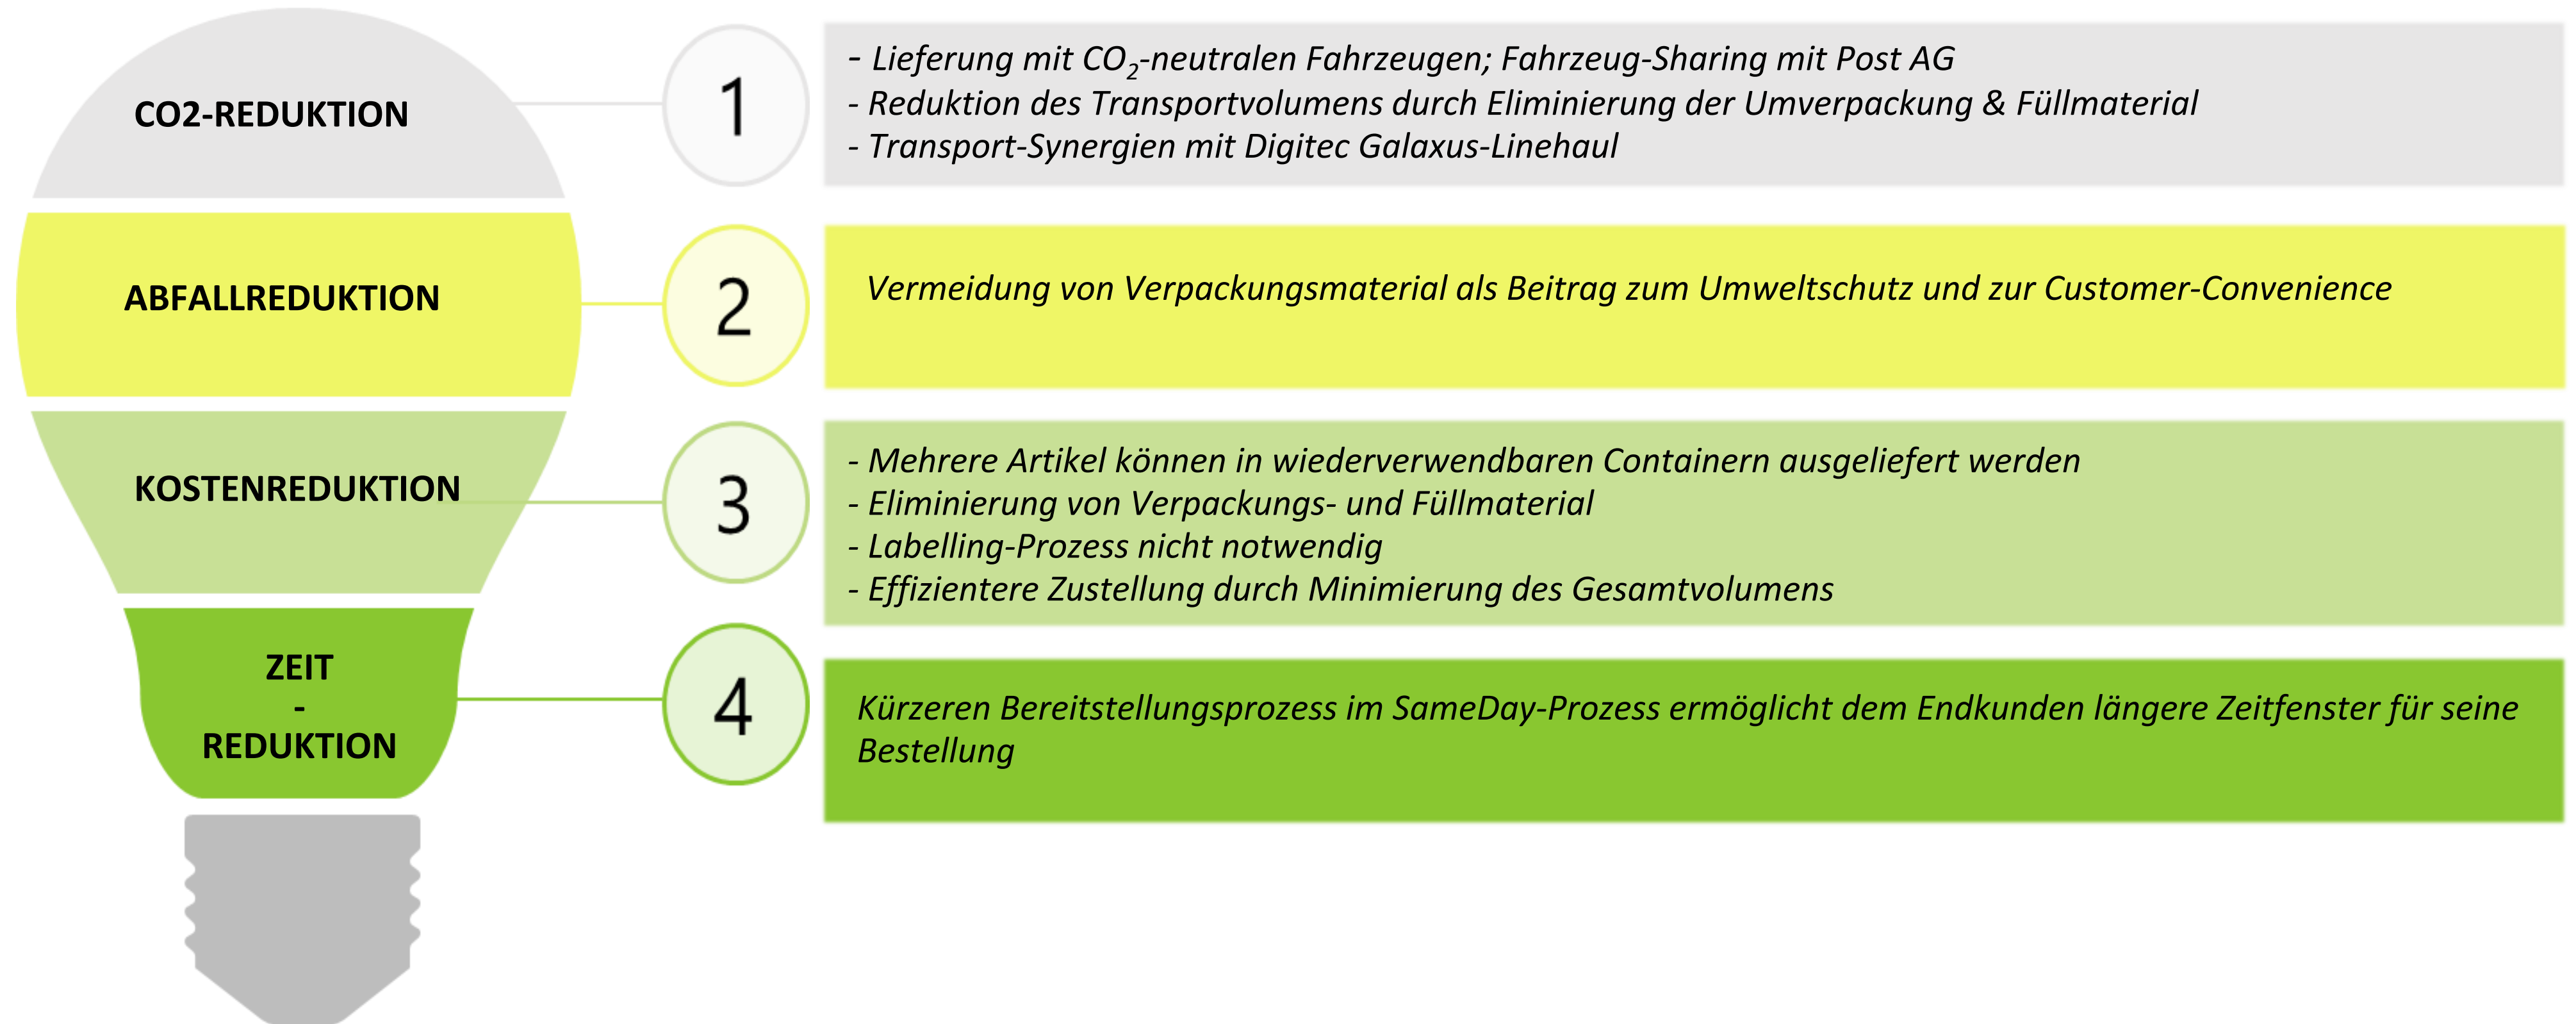 CO2-REDUKTION
1
- Lieferung mit CO₂-neutralen Fahrzeugen; Fahrzeug-Sharing mit Post AG
- Reduktion des Transportvolumens durch Eliminierung der Umverpackung & Füllmaterial
- Transport-Synergien mit Digitec Galaxus-Linehaul
ABFALLREDUKTION
2
Vermeidung von Verpackungsmaterial als Beitrag zum Umweltschutz und zur Customer-Convenience
KOSTENREDUKTION
3
- Mehrere Artikel können in wiederverwendbaren Containern ausgeliefert werden
- Eliminierung von Verpackungs- und Füllmaterial
- Labelling-Prozess nicht notwendig
- Effizientere Zustellung durch Minimierung des Gesamtvolumens
ZEIT
-
REDUKTION
4
Kürzeren Bereitstellungsprozess im SameDay-Prozess ermöglicht dem Endkunden längere Zeitfenster für seine
Bestellung